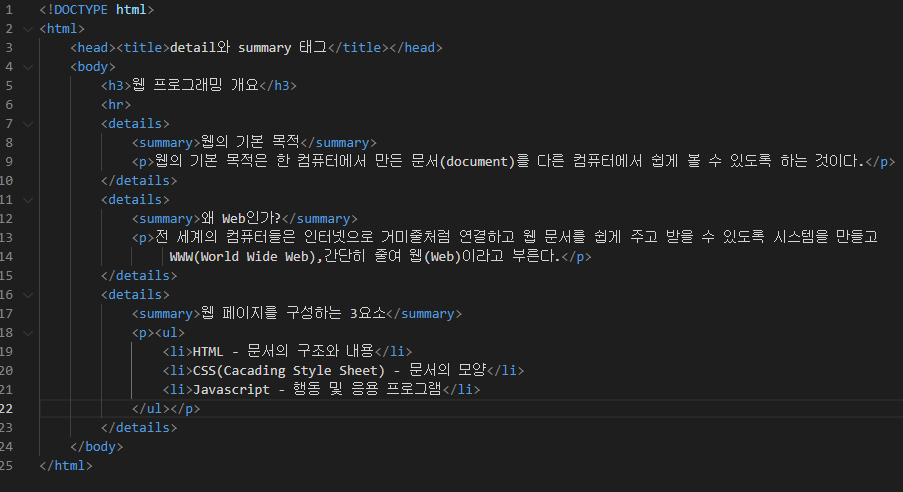 1 <!DOCTYPE html>
2 <html>
3 <head><title>detail와 summary 태그</title></head>
4 <body>
5 <h3>웹 프로그래밍 개요</h3>
6 <hr>
7 <details>
8 <summary>웹의 기본 목적</summary>
9 <p>웹의 기본 목적은 한 컴퓨터에서 만든 문서(document)를 다른 컴퓨터에서 쉽게 볼 수 있도록 하는 것이다.</p>
10 </details>
11 <details>
12 <summary>왜 Web인가?</summary>
13 <p>전 세계의 컴퓨터들은 인터넷으로 거미줄처럼 연결하고 웹 문서를 쉽게 주고 받을 수 있도록 시스템을 만들고
14 WWW(World Wide Web),간단히 줄여 웹(Web)이라고 부른다.</p>
15 </details>
16 <details>
17 <summary>웹 페이지를 구성하는 3요소</summary>
18 <p><ul>
19 <li>HTML - 문서의 구조와 내용</li>
20 <li>CSS(Cacading Style Sheet) - 문서의 모양</li>
21 <li>Javascript - 행동 및 응용 프로그램</li>
22 </ul></p>
23 </details>
24 </body>
25 </html>